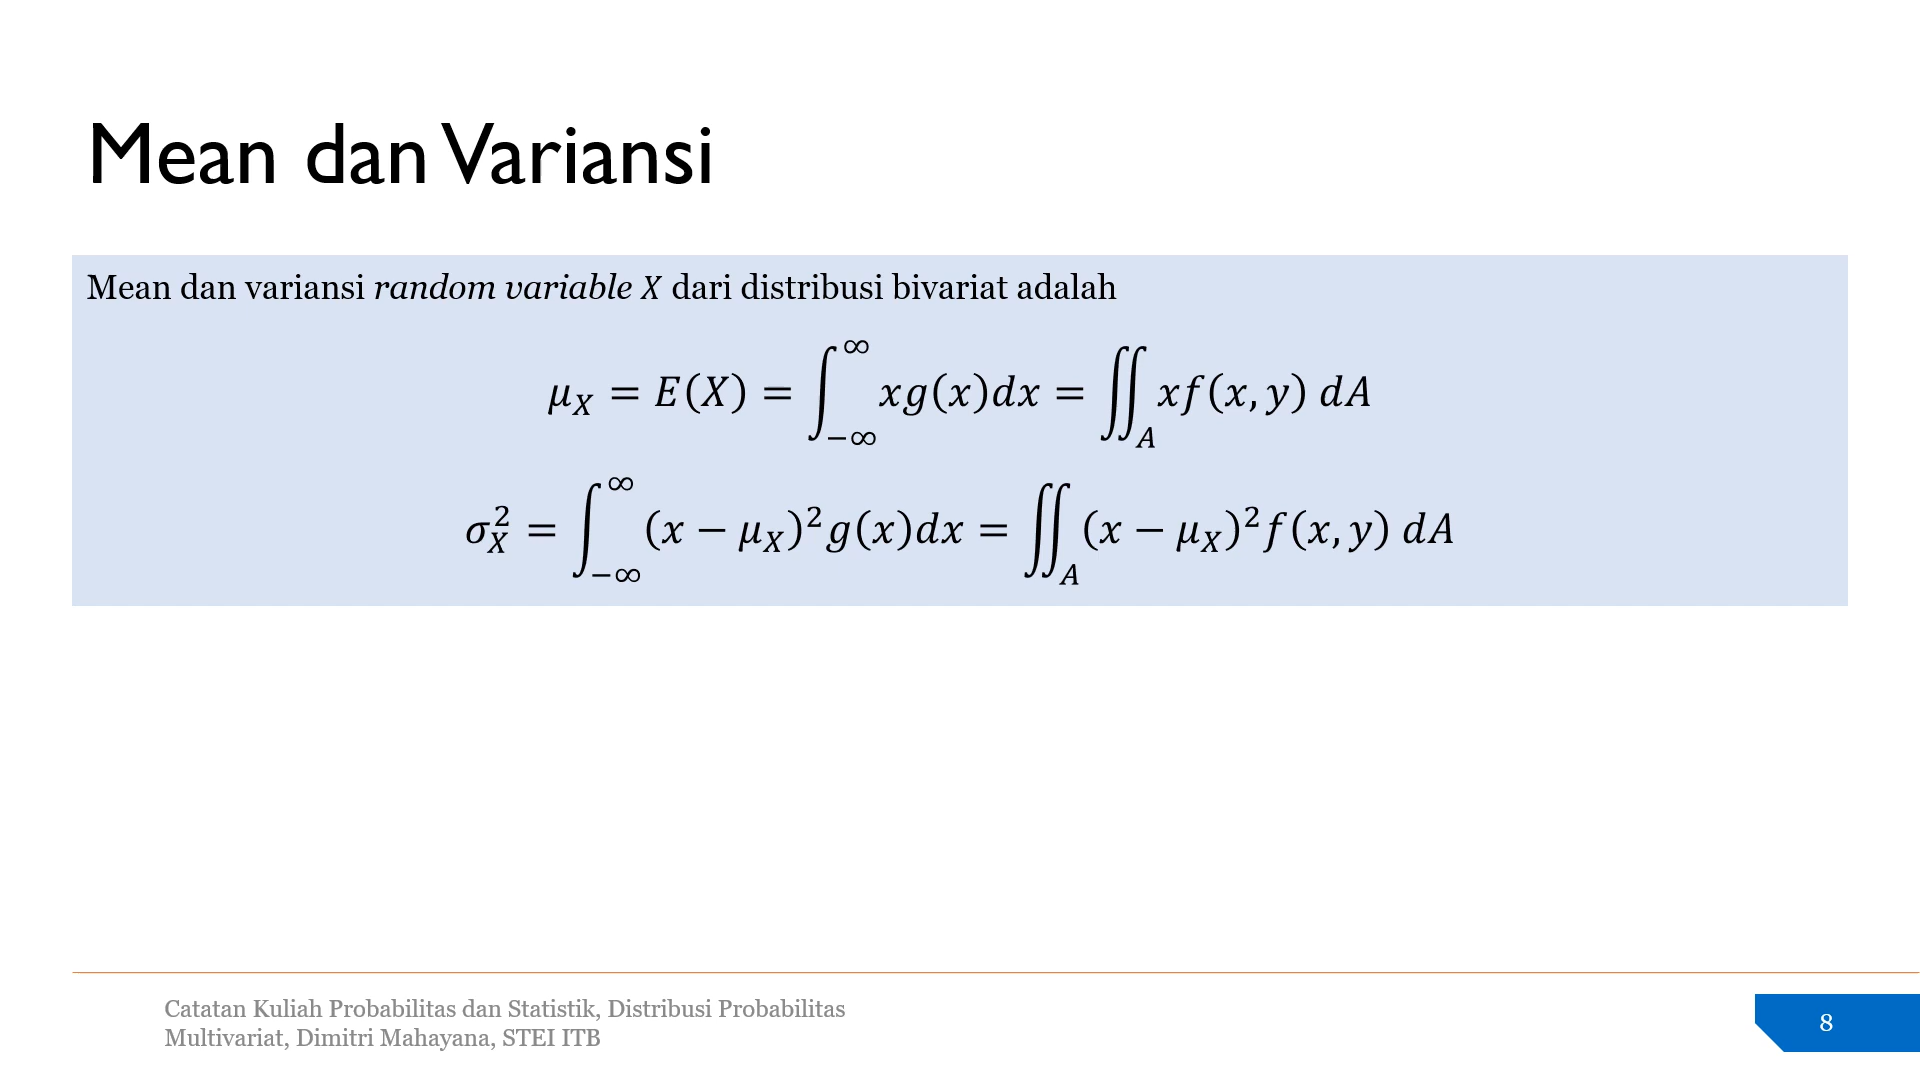 Mean dan Variansi
Mean dan variansi random variable X dari distribusi bivariat adalah
μ_X = E(X) = ∫_{−∞}^{∞} xg(x)dx = ∬_A xf(x, y) dA
σ_X^2 = ∫_{−∞}^{∞} (x − μ_X)^2 g(x)dx = ∬_A (x − μ_X)^2 f(x, y) dA
Catatan Kuliah Probabilitas dan Statistik, Distribusi Probabilitas
Multivariat, Dimitri Mahayana, STEI ITB
8